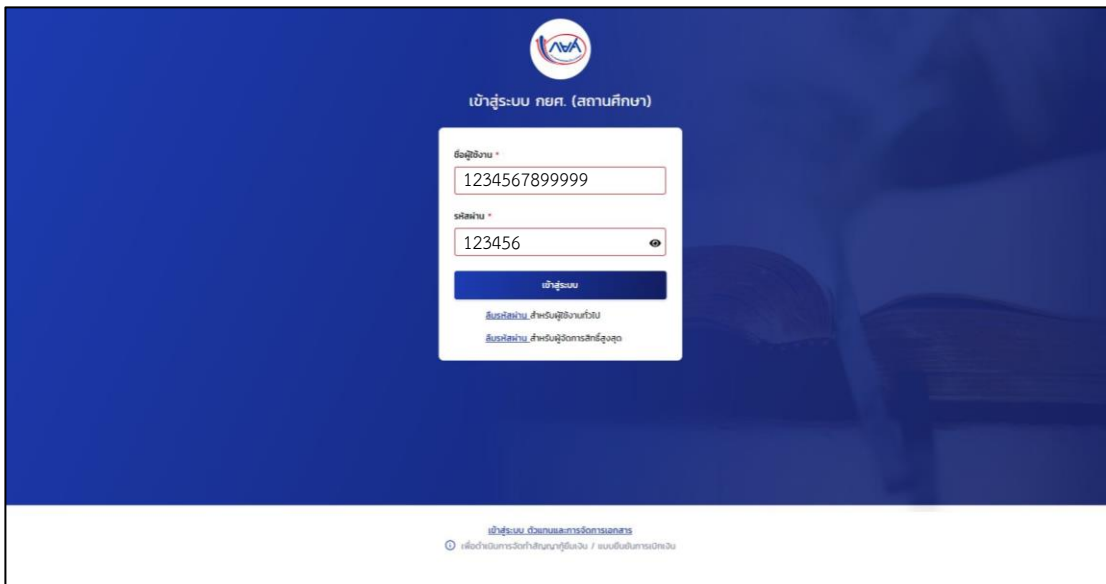 กยศ
เข้าสู่ระบบ กยศ. (สถานศึกษา)
ชื่อผู้ใช้งาน *
1234567899999
รหัสผ่าน *
123456
เข้าสู่ระบบ
ลืมรหัสผ่าน สำหรับผู้ใช้งานทั่วไป
ลืมรหัสผ่าน สำหรับผู้จัดการสิทธิ์สูงสุด
เข้าสู่ระบบ ตัวแทนและการจัดการเอกสาร
เพื่อดำเนินการจัดทำสัญญากู้ยืมเงิน / แบบยืนยันการเบิกเงิน